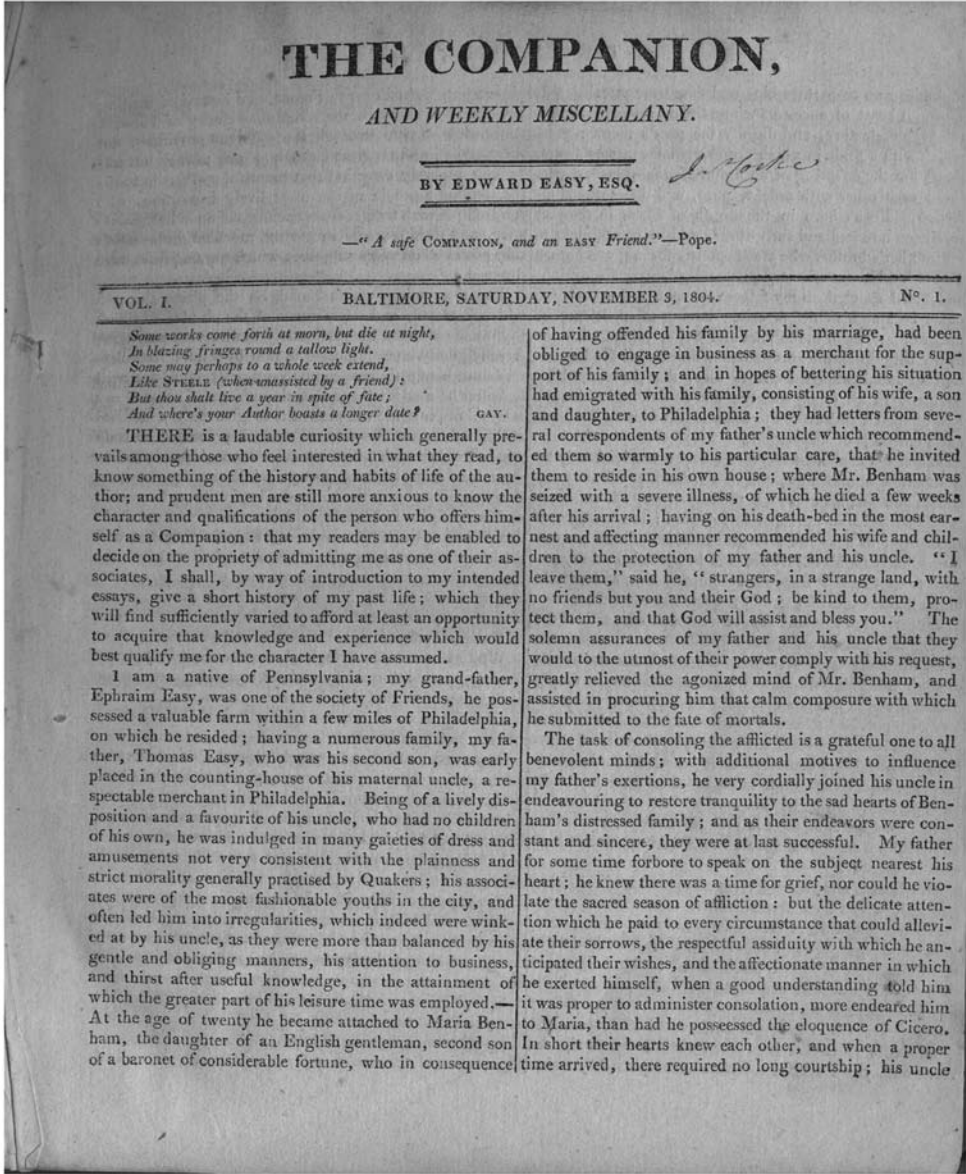 THE COMPANION,
AND WEEKLY MISCELLANY.
BY EDWARD EASY, ESQ.
—"A safe COMPANION, and an EASY Friend."—Pope.
VOL. I. BALTIMORE, SATURDAY, NOVEMBER 3, 1804. No. 1.
Some works come forth at morn, but die at night,
In blazing fringes round a tallow light.
Some may perhaps to a whole week extend,
Like STEELE (when unassisted by a friend) :
But thou shalt live a year in spite of fate ;
And where's your Author boasts a longer date? GAY.
THERE is a laudable curiosity which generally pre-
vails among those who feel interested in what they read, to
know something of the history and habits of life of the au-
thor; and prudent men are still more anxious to know the
character and qualifications of the person who offers him-
self as a Companion : that my readers may be enabled to
decide on the propriety of admitting me as one of their as-
sociates, I shall, by way of introduction to my intended
essays, give a short history of my past life ; which they
will find sufficiently varied to afford at least an opportunity
to acquire that knowledge and experience which would
best qualify me for the character I have assumed.
I am a native of Pennsylvania ; my grand-father,
Ephraim Easy, was one of the society of Friends, he pos-
sessed a valuable farm within a few miles of Philadelphia,
on which he resided ; having a numerous family, my fa-
ther, Thomas Easy, who was his second son, was early
placed in the counting-house of his maternal uncle, a re-
spectable merchant in Philadelphia. Being of a lively dis-
position and a favourite of his uncle, who had no children
of his own, he was indulged in many gaieties of dress and
amusements not very consistent with the plainness and
strict morality generally practised by Quakers ; his associ-
ates were of the most fashionable youths in the city, and
often led him into irregularities, which indeed were wink-
ed at by his uncle, as they were more than balanced by his
gentle and obliging manners, his attention to business,
and thirst after useful knowledge, in the attainment of
which the greater part of his leisure time was employed.—
At the age of twenty he became attached to Maria Ben-
ham, the daughter of an English gentleman, second son
of a baronet of considerable fortune, who in consequence
of having offended his family by his marriage, had been
obliged to engage in business as a merchant for the sup-
port of his family ; and in hopes of bettering his situation
had emigrated with his family, consisting of his wife, a son
and daughter, to Philadelphia ; they had letters from seve-
ral correspondents of my father's uncle which recommend-
ed them so warmly to his particular care, that he invited
them to reside in his own house ; where Mr. Benham was
seized with a severe illness, of which he died a few weeks
after his arrival ; having on his death-bed in the most ear-
nest and affecting manner recommended his wife and chil-
dren to the protection of my father and his uncle. "I
leave them," said he, " strangers, in a strange land, with
no friends but you and their God ; be kind to them, pro-
tect them, and that God will assist and bless you." The
solemn assurances of my father and his uncle that they
would to the utmost of their power comply with his request,
greatly relieved the agonized mind of Mr. Benham, and
assisted in procuring him that calm composure with which
he submitted to the fate of mortals.
The task of consoling the afflicted is a grateful one to all
benevolent minds ; with additional motives to influence
my father's exertions, he very cordially joined his uncle in
endeavouring to restore tranquility to the sad hearts of Ben-
ham's distressed family ; and as their endeavors were con-
stant and sincere, they were at last successful. My father
for some time forbore to speak on the subject nearest his
heart ; he knew there was a time for grief, nor could he vio-
late the sacred season of affliction : but the delicate atten-
tion which he paid to every circumstance that could allevi-
ate their sorrows, the respectful assiduity with which he an-
ticipated their wishes, and the affectionate manner in which
he exerted himself, when a good understanding told him
it was proper to administer consolation, more endeared him
to Maria, than had he posseessed the eloquence of Cicero.
In short their hearts knew each other, and when a proper
time arrived, there required no long courtship ; his uncle